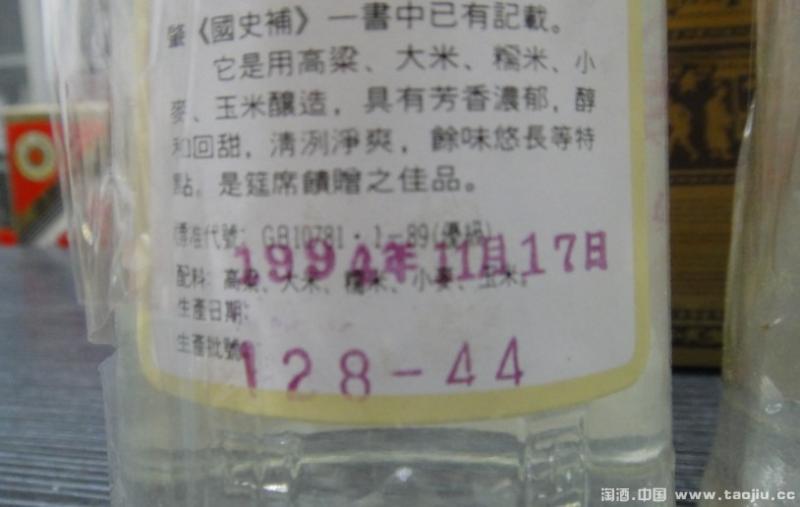 肇《國史補》一書中已有記載。
它是用高粱、大米、糯米、小
麥、玉米釀造，具有芳香濃郁，醇
和回甜，清洌淨爽，餘味悠長等特
點，是筵席饋贈之佳品。
標准代號：GB10781·1-89(優級)
1994年11月17日
配料：高粱、大米、糯米、小麥、玉米。
生產日期：
生產批號：
128-44
淘酒.中国 www.taojiu.cc